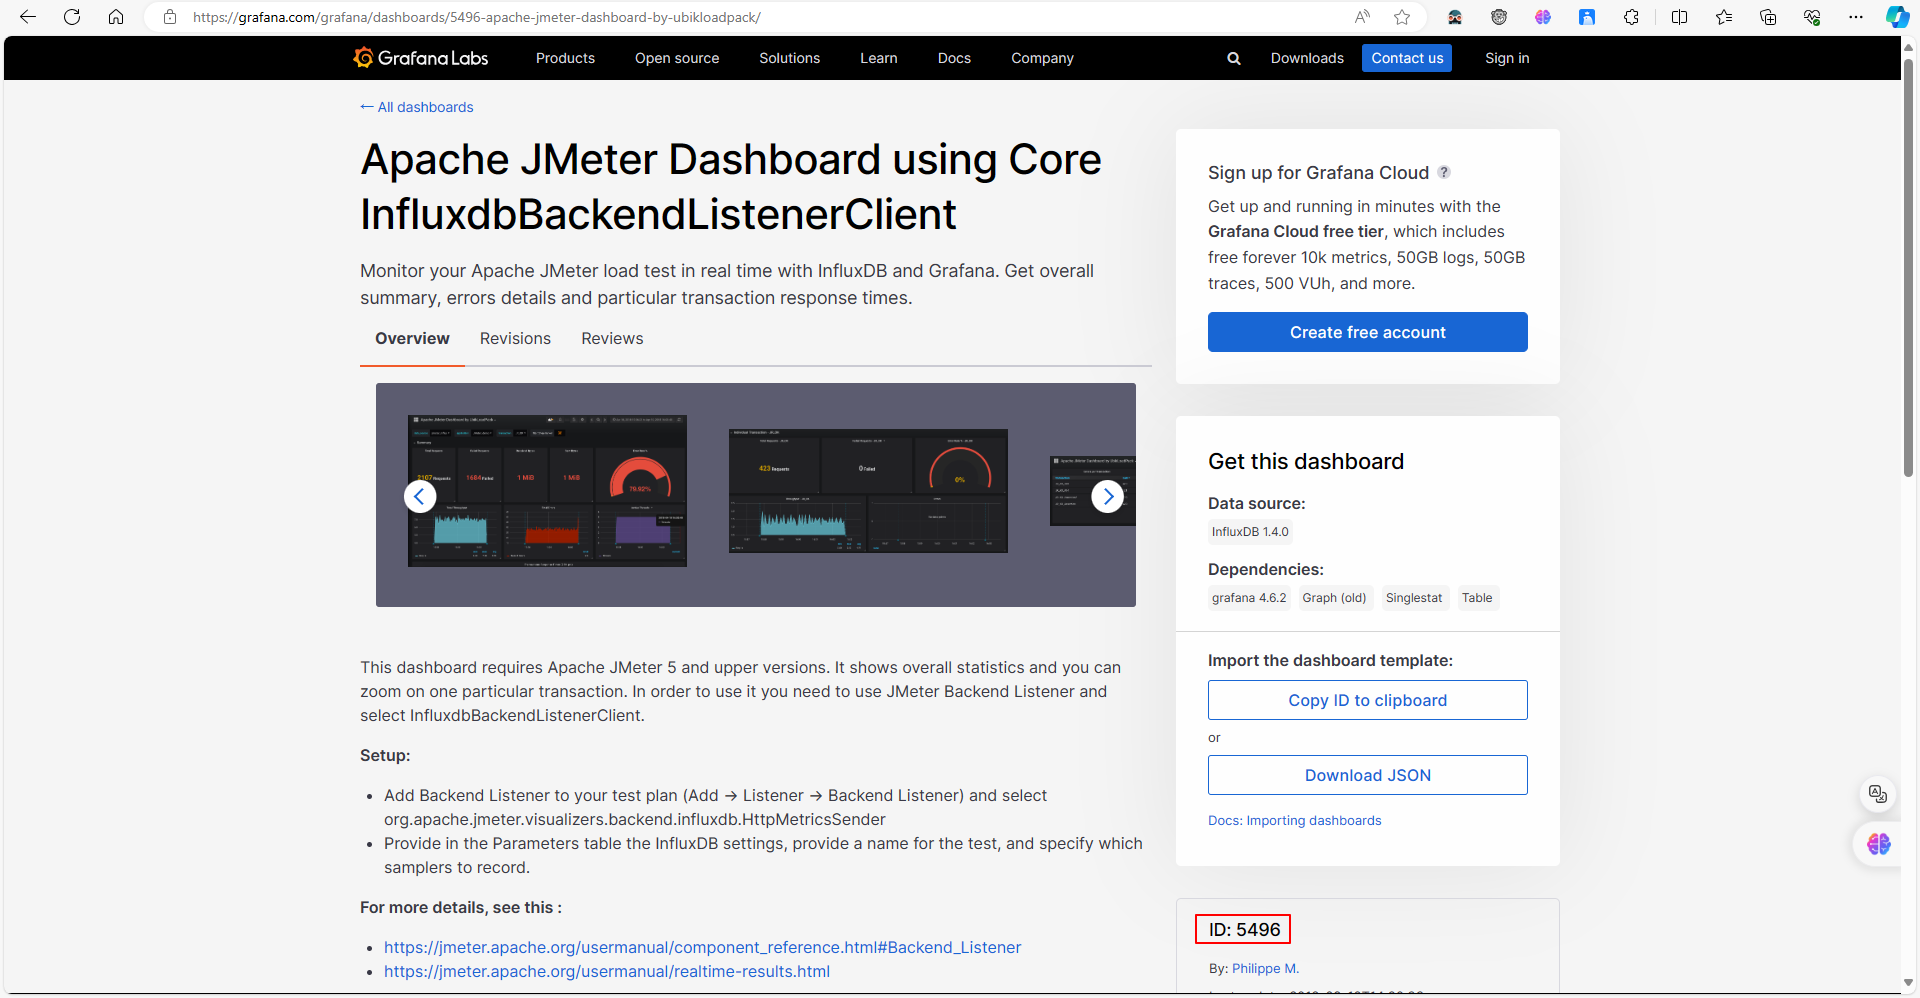 https://grafana.com/grafana/dashboards/5496-apache-jmeter-dashboard-by-ubikloadpack/
Grafana Labs
Products
Open source
Solutions
Learn
Docs
Company
Downloads
Contact us
Sign in
← All dashboards
Apache JMeter Dashboard using Core
InfluxdbBackendListenerClient
Monitor your Apache JMeter load test in real time with InfluxDB and Grafana. Get overall
summary, errors details and particular transaction response times.
Overview
Revisions
Reviews
423 Requests
0 Failed
0%
1 MiB
1 MiB
This dashboard requires Apache JMeter 5 and upper versions. It shows overall statistics and you can
zoom on one particular transaction. In order to use it you need to use JMeter Backend Listener and
select InfluxdbBackendListenerClient.
Setup:
• Add Backend Listener to your test plan (Add → Listener → Backend Listener) and select
org.apache.jmeter.visualizers.backend.influxdb.HttpMetricsSender
• Provide in the Parameters table the InfluxDB settings, provide a name for the test, and specify which
samplers to record.
For more details, see this :
• https://jmeter.apache.org/usermanual/component_reference.html#Backend_Listener
• https://jmeter.apache.org/usermanual/realtime-results.html
Sign up for Grafana Cloud ?
Get up and running in minutes with the
Grafana Cloud free tier, which includes
free forever 10k metrics, 50GB logs, 50GB
traces, 500 VUh, and more.
Create free account
Get this dashboard
Data source:
InfluxDB 1.4.0
Dependencies:
grafana 4.6.2
Graph (old)
Singlestat
Table
Import the dashboard template:
Copy ID to clipboard
or
Download JSON
Docs: Importing dashboards
ID: 5496
By: Philippe M.